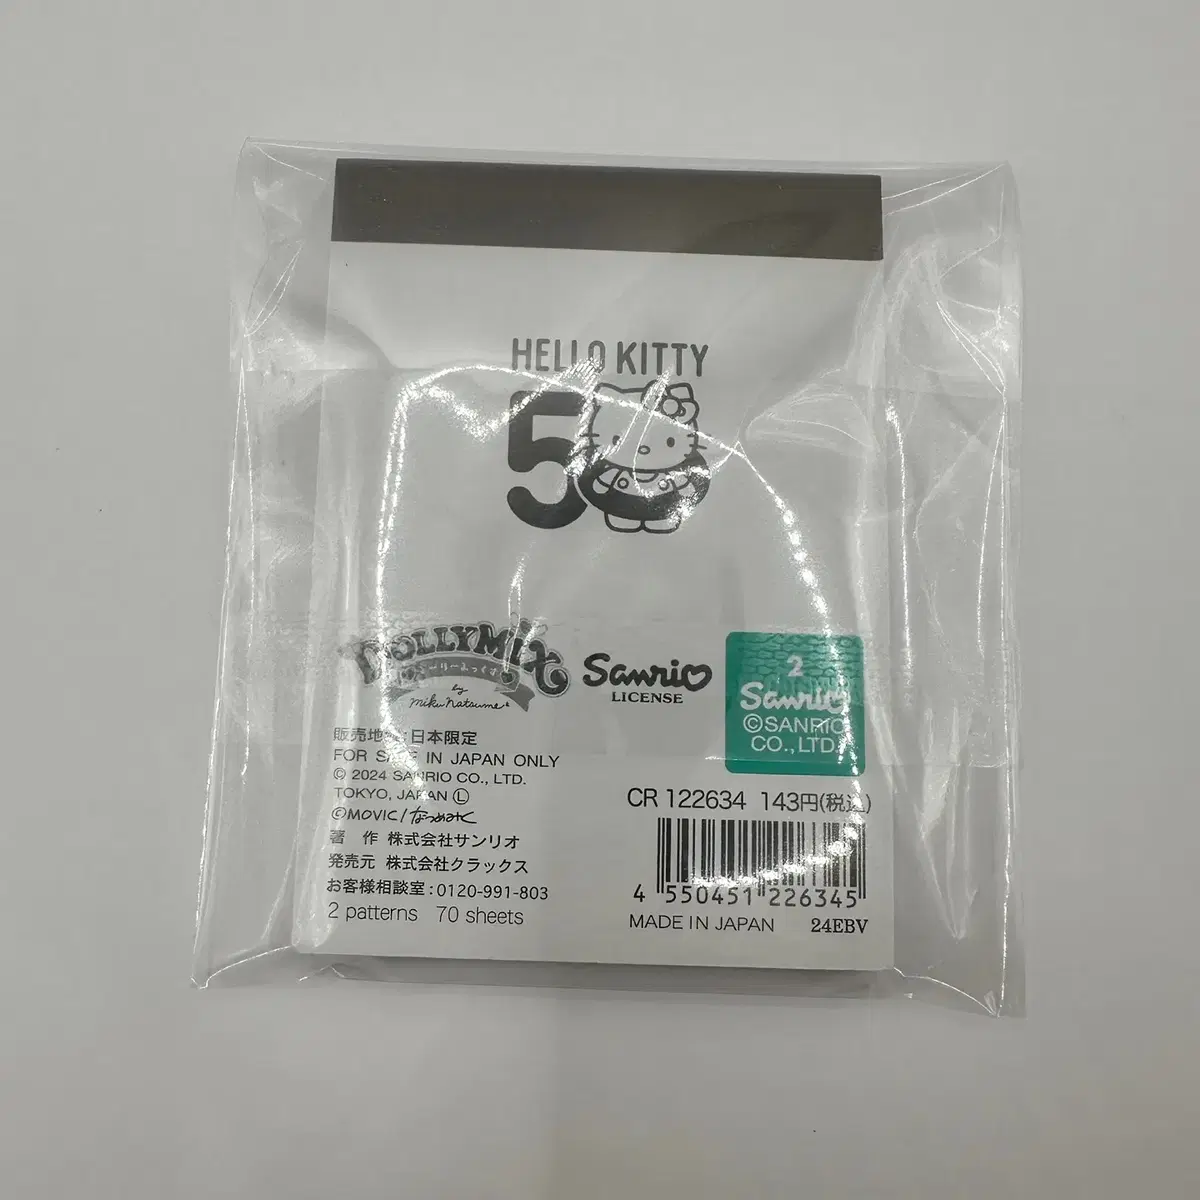 HELLO KITTY
50
DOLLYMIX
by
miku natsume
Sanrio
LICENSE
2
Sanrio
©SANRIO
CO.,LTD.
販売地域:日本限定
FOR SALE IN JAPAN ONLY
© 2024 SANRIO CO., LTD.
TOKYO, JAPAN Ⓛ
©MOVIC/なつめみく
著 作 株式会社サンリオ
発売元 株式会社クラックス
お客様相談室:0120-991-803
2 patterns 70 sheets
CR 122634 143円(税込)
4 550451 226345
MADE IN JAPAN 24EBV